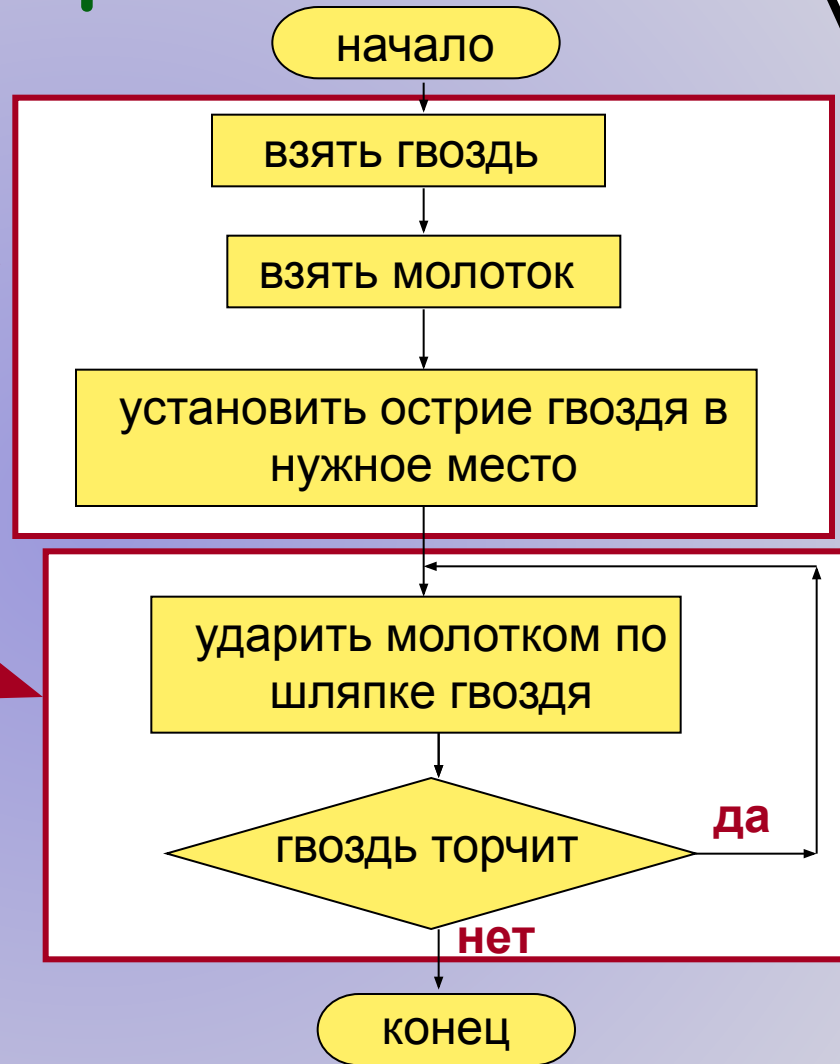 начало
взять гвоздь
взять молоток
установить острие гвоздя в
нужное место
ударить молотком по
шляпке гвоздя
гвоздь торчит
да
нет
конец